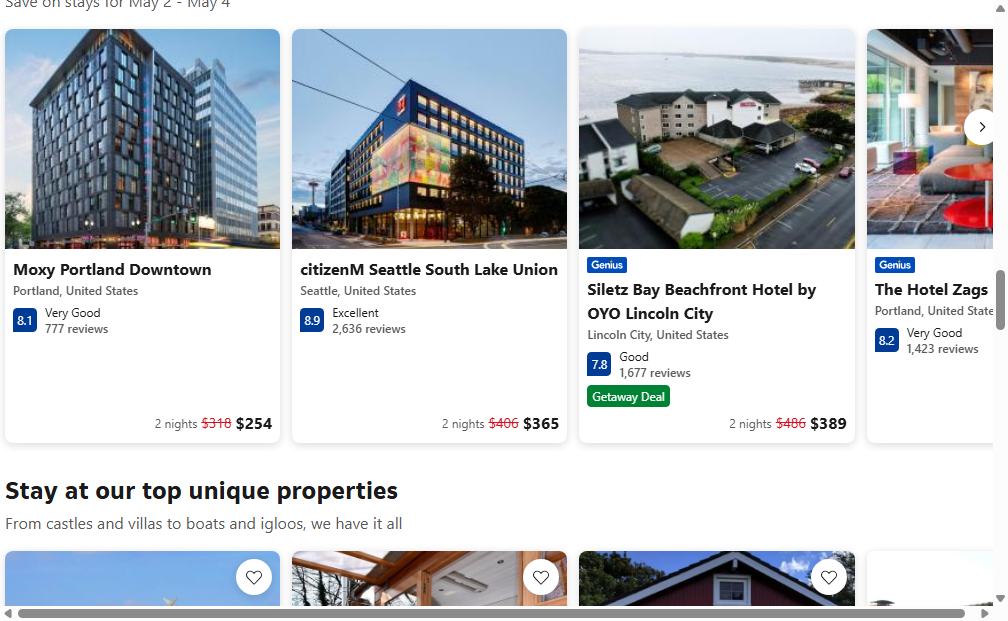 Save on stays for May 2 - May 4
Moxy Portland Downtown
Portland, United States
8.1
Very Good
777 reviews
2 nights $318 $254
citizenM Seattle South Lake Union
Seattle, United States
8.9
Excellent
2,636 reviews
2 nights $406 $365
Genius
Siletz Bay Beachfront Hotel by
OYO Lincoln City
Lincoln City, United States
7.8
Good
1,677 reviews
Getaway Deal
2 nights $486 $389
Genius
The Hotel Zags
Portland, United State
8.2
Very Good
1,423 reviews
Stay at our top unique properties
From castles and villas to boats and igloos, we have it all